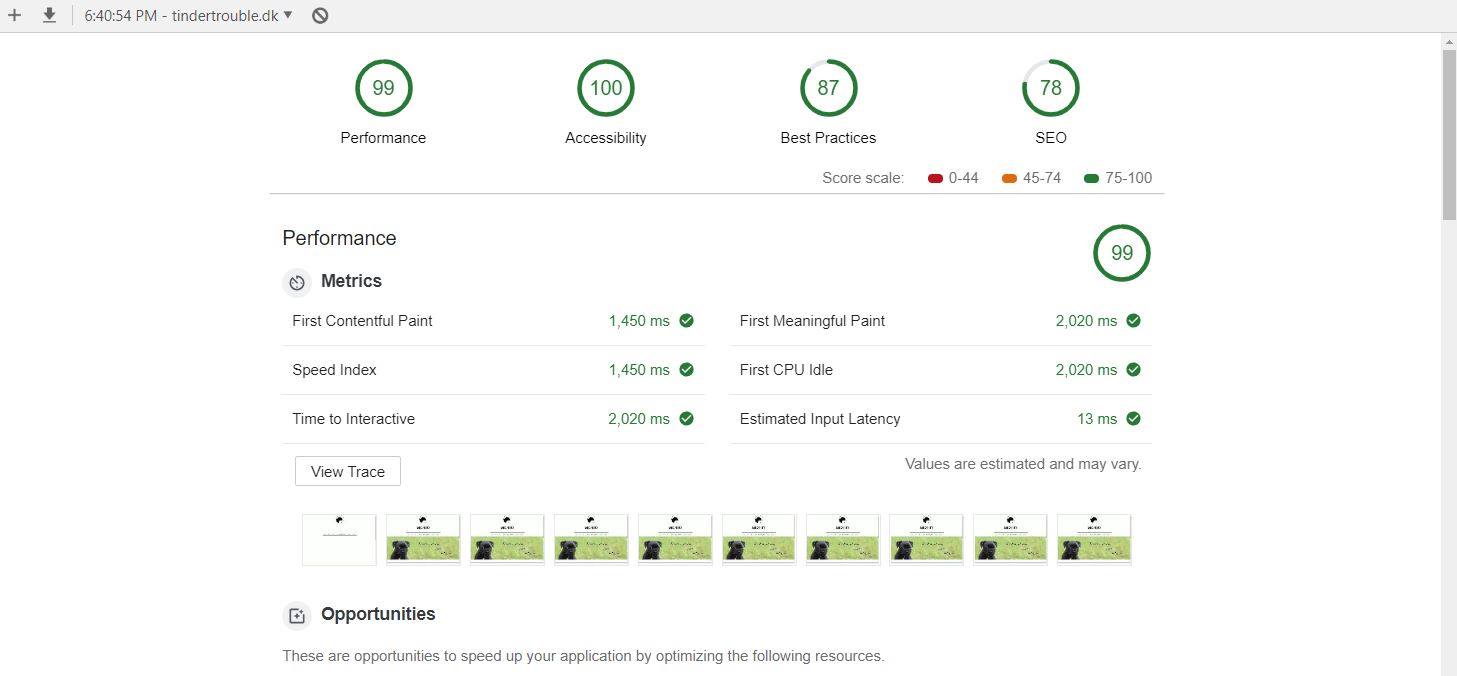 6:40:54 PM - tindertrouble.dk
99 100 87 78
Performance Accessibility Best Practices SEO
Score scale: 0-44 45-74 75-100
Performance 99
Metrics
First Contentful Paint 1,450 ms First Meaningful Paint 2,020 ms
Speed Index 1,450 ms First CPU Idle 2,020 ms
Time to Interactive 2,020 ms Estimated Input Latency 13 ms
View Trace Values are estimated and may vary.
Opportunities
These are opportunities to speed up your application by optimizing the following resources.